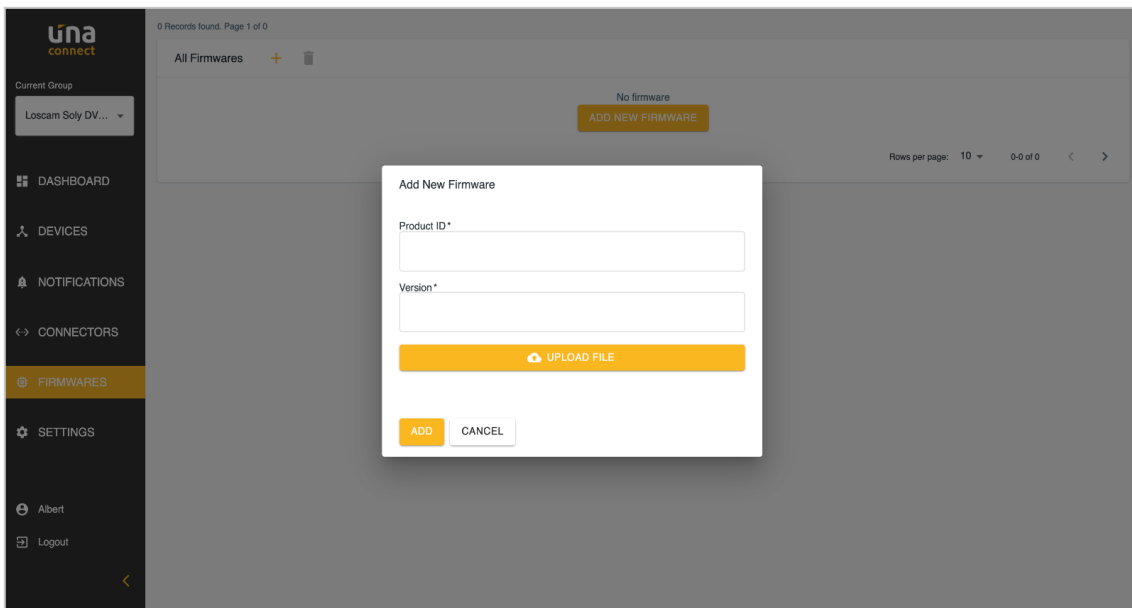 una
connect
Current Group
Loscam Soly DV...
DASHBOARD
DEVICES
NOTIFICATIONS
CONNECTORS
FIRMWARES
SETTINGS
Albert
Logout
0 Records found. Page 1 of 0
All Firmwares
No firmware
ADD NEW FIRMWARE
Rows per page: 10 0-0 of 0
Add New Firmware
Product ID*
Version*
UPLOAD FILE
ADD CANCEL